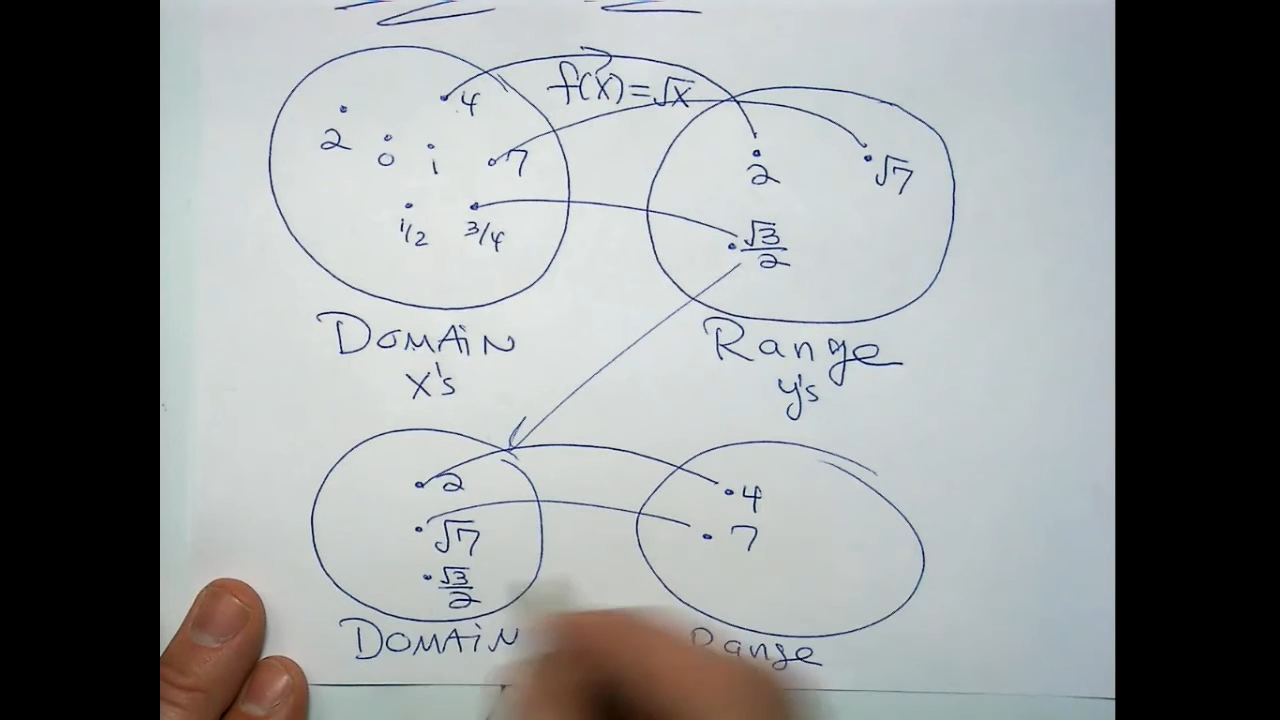 f(x)=√x
4
2
0
1
7
1/2
3/4
2
√7
√3/2
DOMAIN
x's
Range
y's
2
√7
√3/2
4
7
DOMAIN
Range